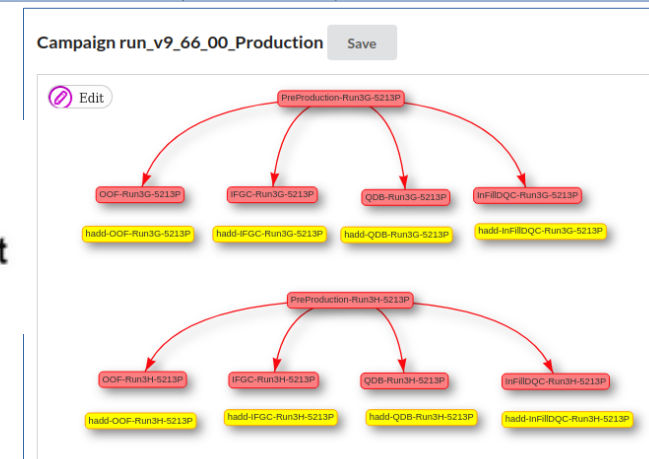 Campaign run_v9_66_00_Production Save
Edit
PreProduction-Run3G-5213P
OOF-Run3G-5213P
IFGC-Run3G-5213P
QDB-Run3G-5213P
InFillDQC-Run3G-5213P
hadd-OOF-Run3G-5213P
hadd-IFGC-Run3G-5213P
hadd-QDB-Run3G-5213P
hadd-InFillDQC-Run3G-5213P
t
PreProduction-Run3H-5213P
OOF-Run3H-5213P
IFGC-Run3H-5213P
QDB-Run3H-5213P
InFillDQC-Run3H-5213P
hadd-OOF-Run3H-5213P
hadd-IFGC-Run3H-5213P
hadd-QDB-Run3H-5213P
hadd-InFillDQC-Run3H-5213P